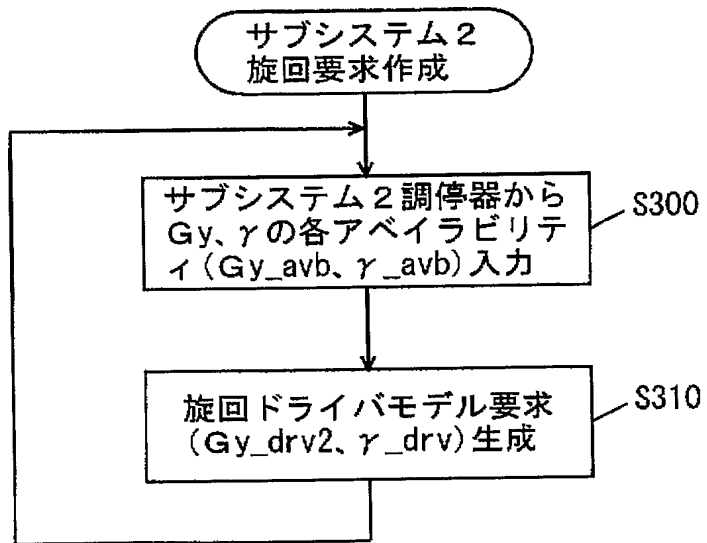 サブシステム2
旋回要求作成
サブシステム2調停器から
Gy、γの各アベイラビリテ
ィ(Gy_avb、γ_avb)入力
S300
旋回ドライバモデル要求
(Gy_drv2、γ_drv)生成
S310